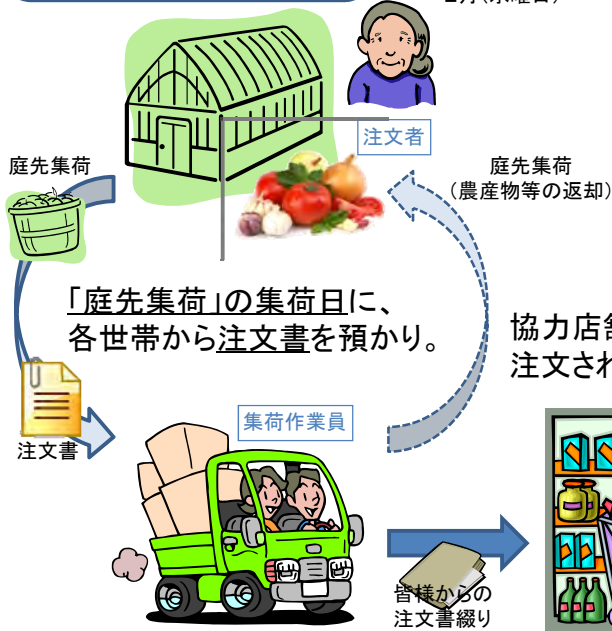 注文者
庭先集荷
庭先集荷
(農産物等の返却)
「庭先集荷」の集荷日に、
各世帯から注文書を預かり。
協力店舗
注文され
注文書
集荷作業員
皆様からの
注文書綴り